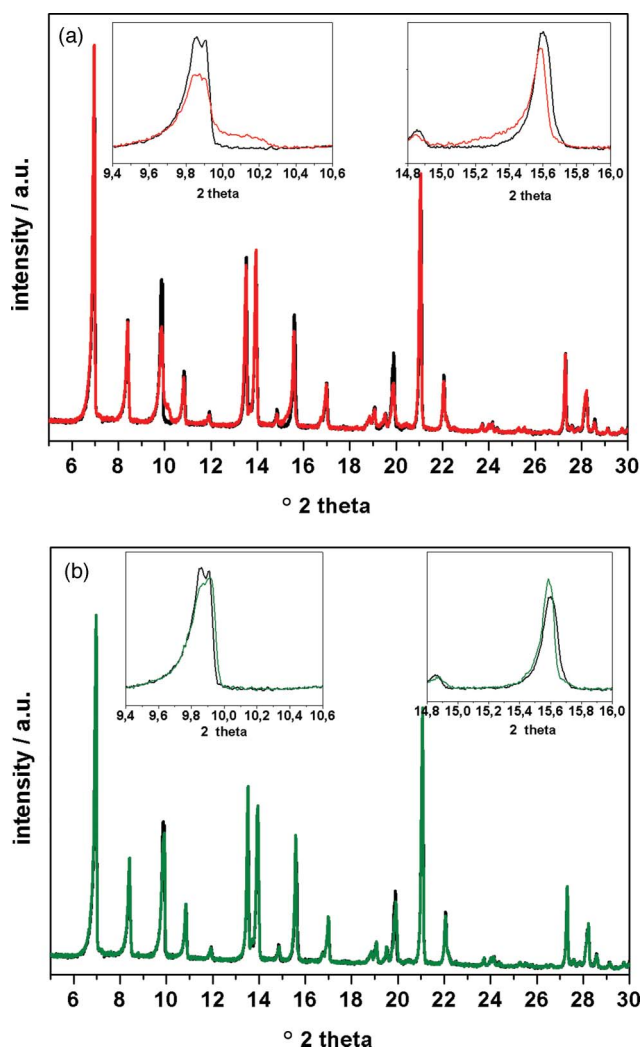 (a)
9,4 9,6 9,8 10,0 10,2 10,4 10,6
2 theta
14,8 15,0 15,2 15,4 15,6 15,8 16,0
2 theta
intensity / a.u.
6 8 10 12 14 16 18 20 22 24 26 28 30
° 2 theta
(b)
9,4 9,6 9,8 10,0 10,2 10,4 10,6
2 theta
14,8 15,0 15,2 15,4 15,6 15,8 16,0
2 theta
intensity / a.u.
6 8 10 12 14 16 18 20 22 24 26 28 30
° 2 theta